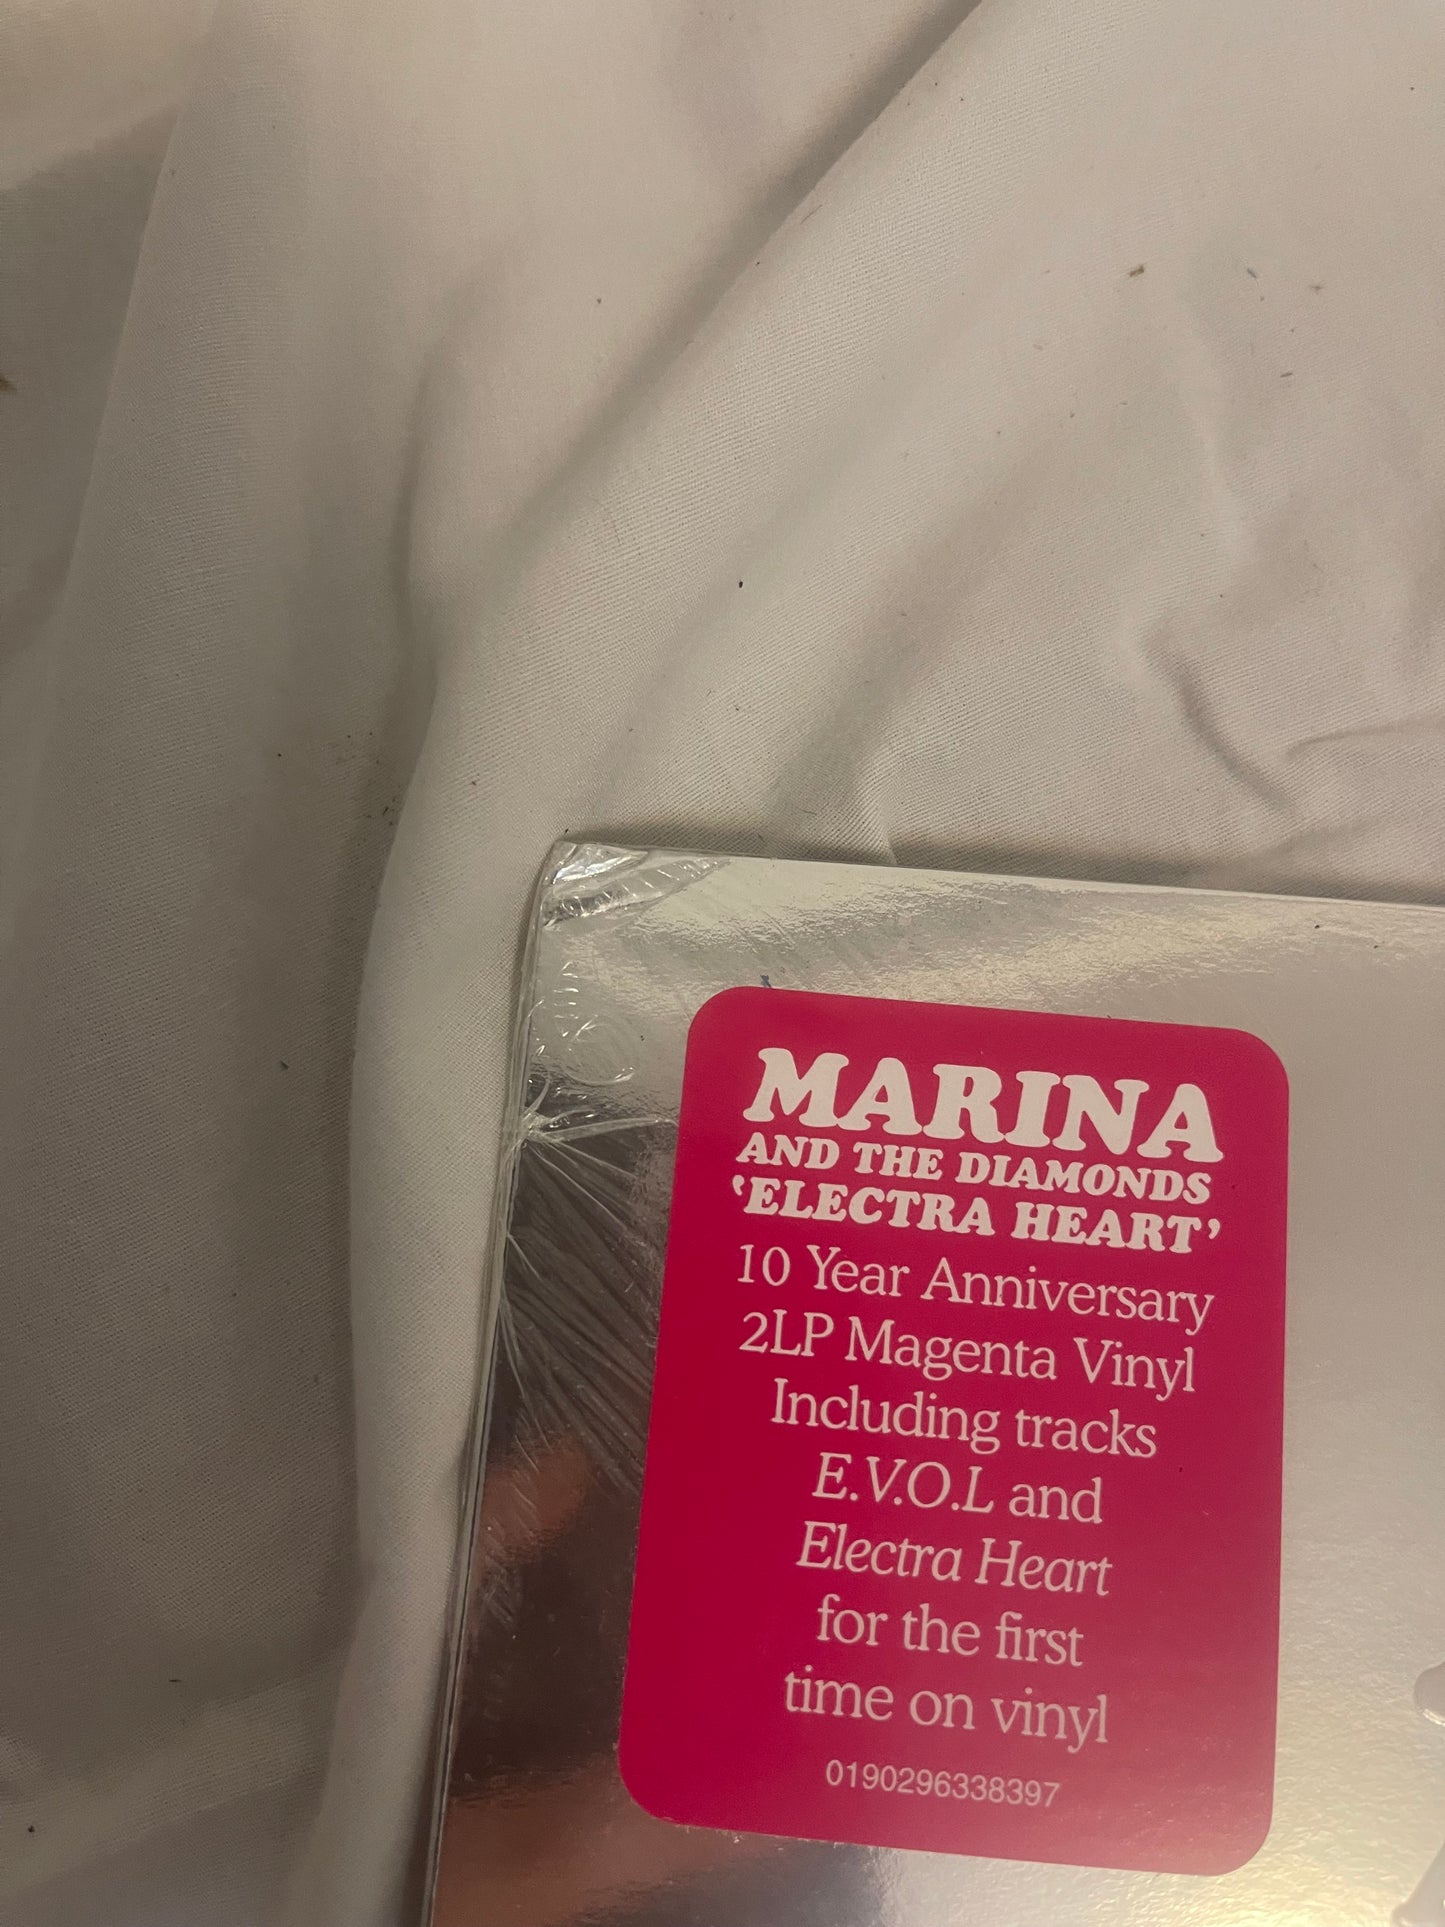 MARINA
AND THE DIAMONDS
‘ELECTRA HEART’
10 Year Anniversary
2LP Magenta Vinyl
Including tracks
E.V.O.L and
Electra Heart
for the first
time on vinyl
0190296338397